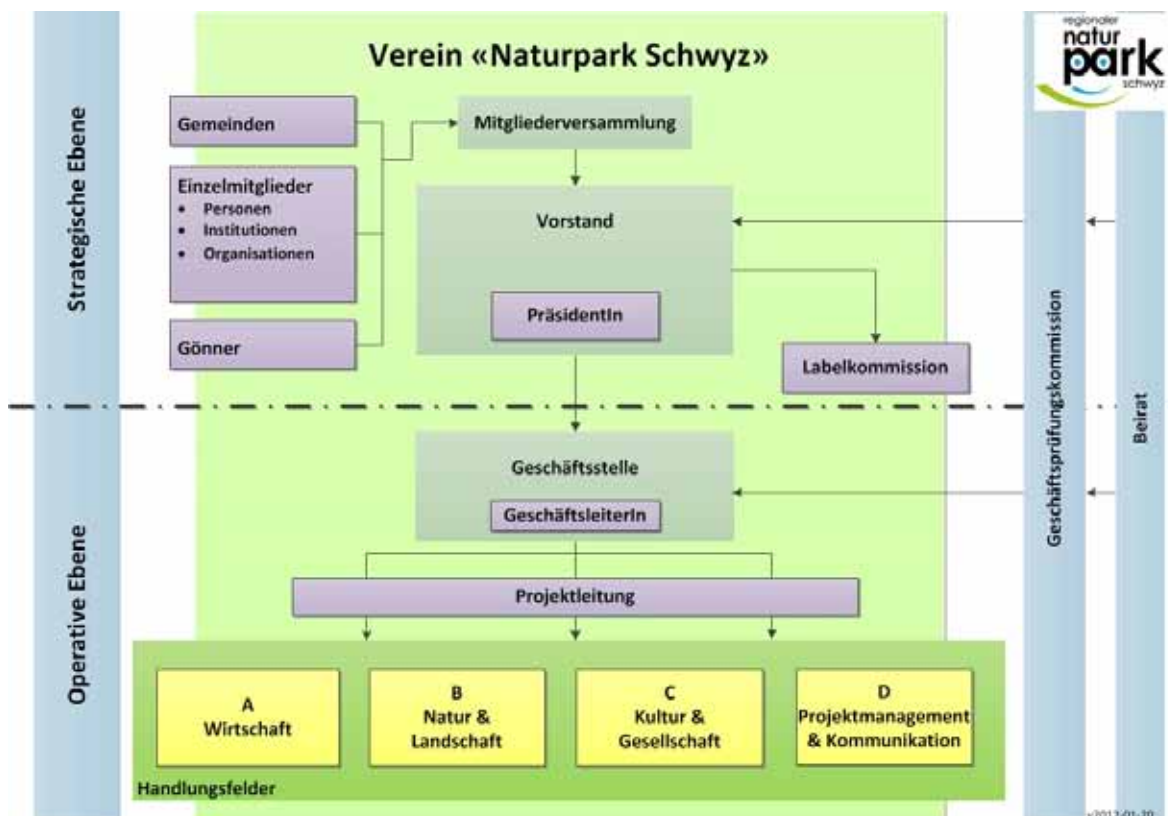 Verein «Naturpark Schwyz»
regionaler
natur
park
schwyz
Strategische Ebene
Gemeinden
Einzelmitglieder
• Personen
• Institutionen
• Organisationen
Gönner
Mitgliederversammlung
Vorstand
PräsidentIn
Labelkommission
Geschäftsprüfungskommission
Beirat
Operative Ebene
Geschäftsstelle
GeschäftsleiterIn
Projektleitung
A
Wirtschaft
B
Natur &
Landschaft
C
Kultur &
Gesellschaft
D
Projektmanagement
& Kommunikation
Handlungsfelder